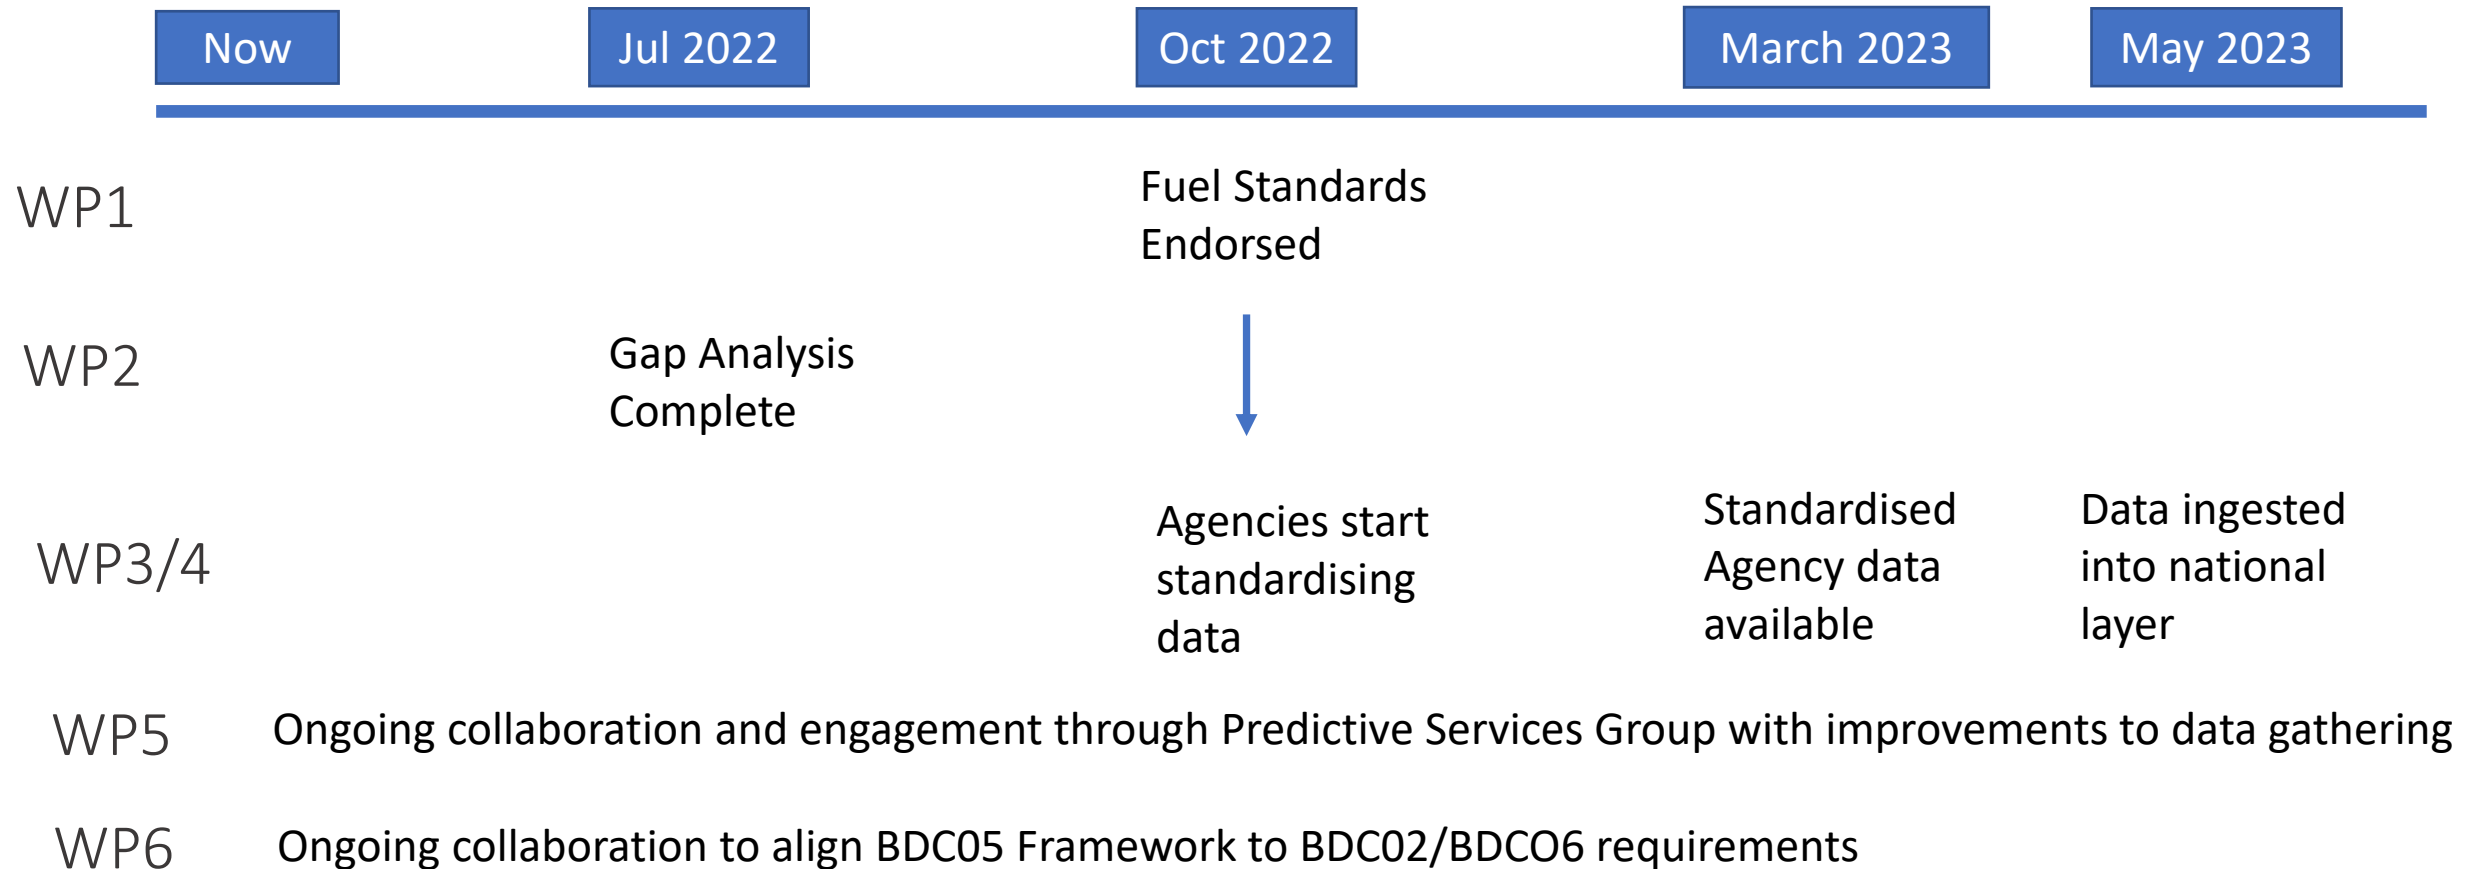 Now
Jul 2022
Oct 2022
March 2023
May 2023
WP1
Fuel Standards
Endorsed
WP2
Gap Analysis
Complete
WP3/4
Agencies start
standardising
data
Standardised
Agency data
available
Data ingested
into national
layer
WP5
Ongoing collaboration and engagement through Predictive Services Group with improvements to data gathering
WP6
Ongoing collaboration to align BDC05 Framework to BDC02/BDCO6 requirements